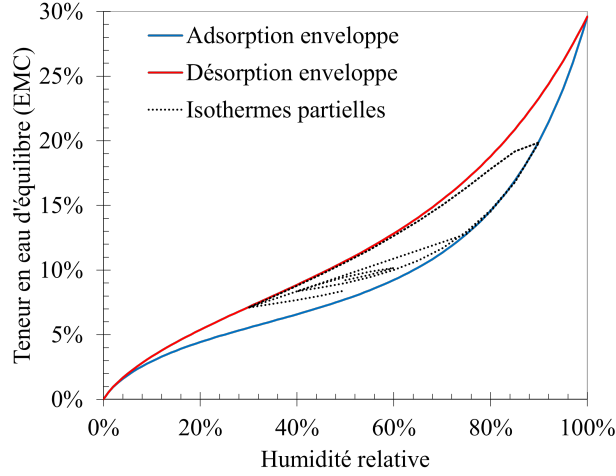 30%
25%
20%
15%
10%
5%
0%
Teneur en eau d'équilibre (EMC)
Adsorption enveloppe
Désorption enveloppe
Isothermes partielles
0% 20% 40% 60% 80% 100%
Humidité relative